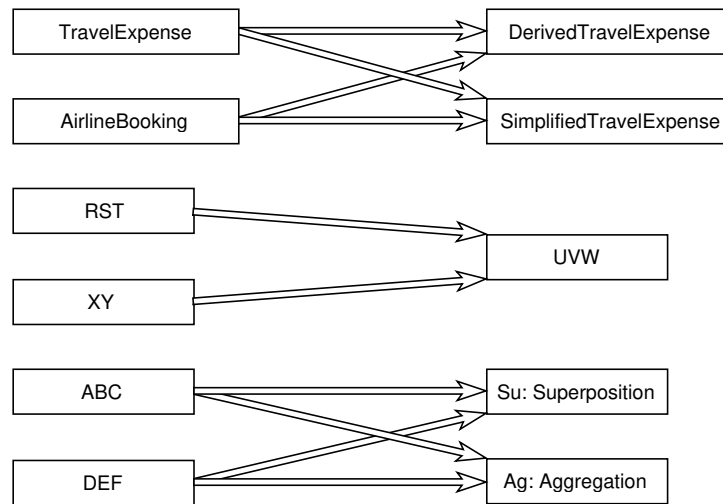 TravelExpense
DerivedTravelExpense
AirlineBooking
SimplifiedTravelExpense
RST
UVW
XY
ABC
Su: Superposition
DEF
Ag: Aggregation